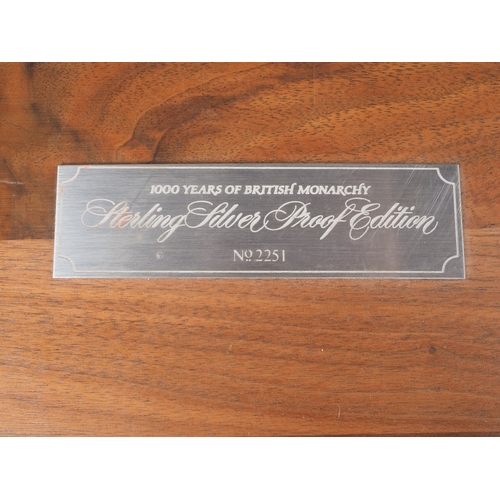 1000 YEARS OF BRITISH MONARCHY
Sterling Silver Proof Edition
No 2251